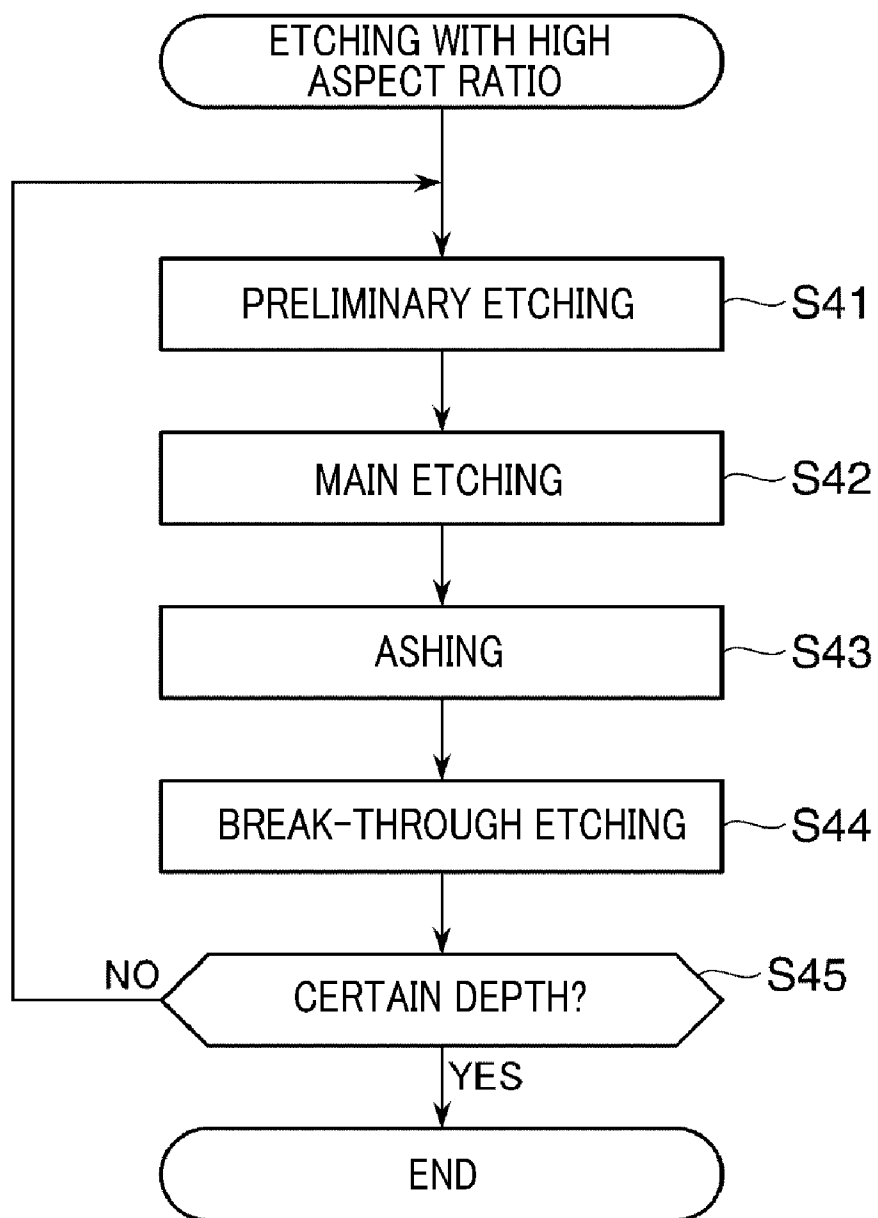 ETCHING WITH HIGH
ASPECT RATIO
PRELIMINARY ETCHING
S41
MAIN ETCHING
S42
ASHING
S43
BREAK-THROUGH ETCHING
S44
NO
CERTAIN DEPTH?
S45
YES
END